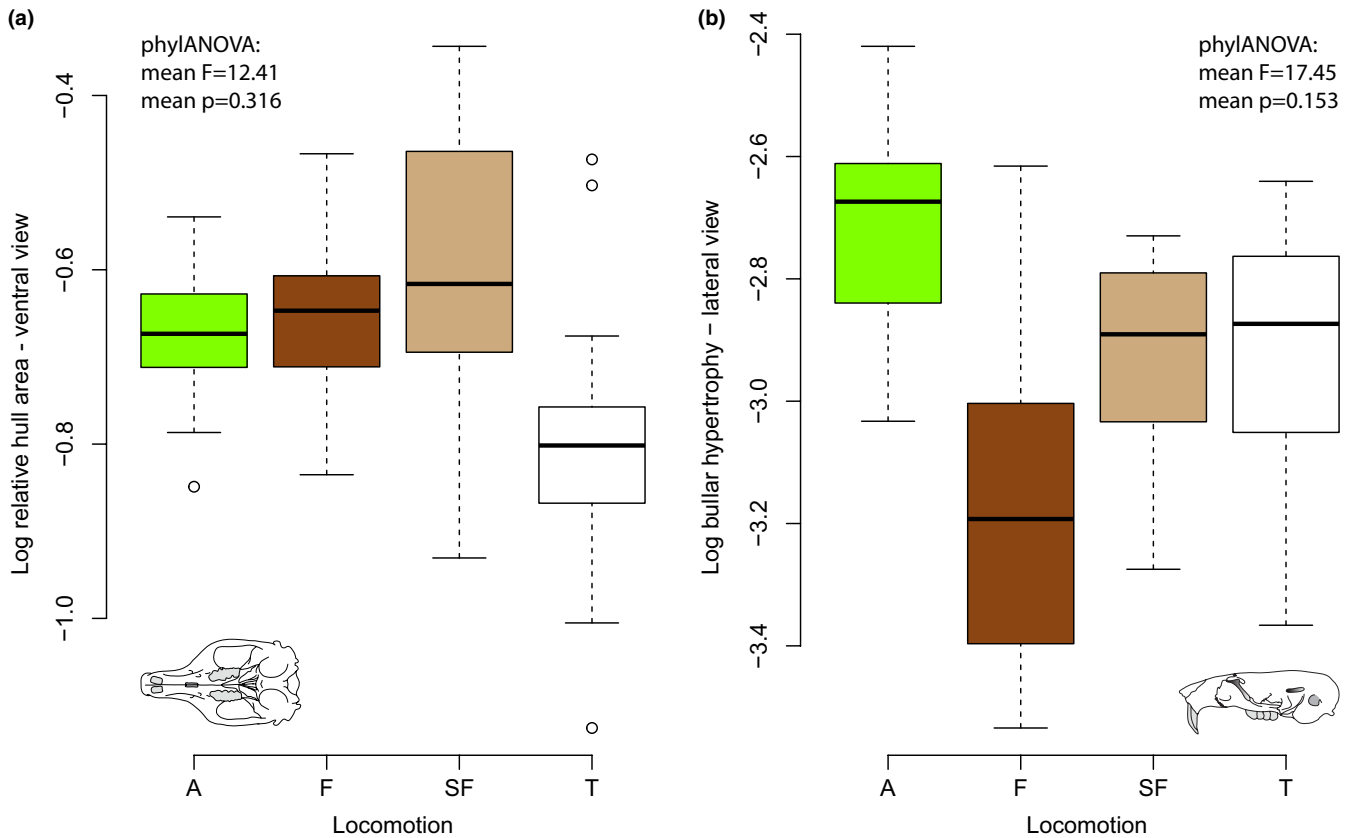 (a)
phylANOVA:
mean F=12.41
mean p=0.316
Log relative hull area - ventral view
−0.4
−0.6
−0.8
−1.0
A F SF T
Locomotion
(b)
phylANOVA:
mean F=17.45
mean p=0.153
Log bullar hypertrophy – lateral view
−2.4
−2.6
−2.8
−3.0
−3.2
−3.4
A F SF T
Locomotion